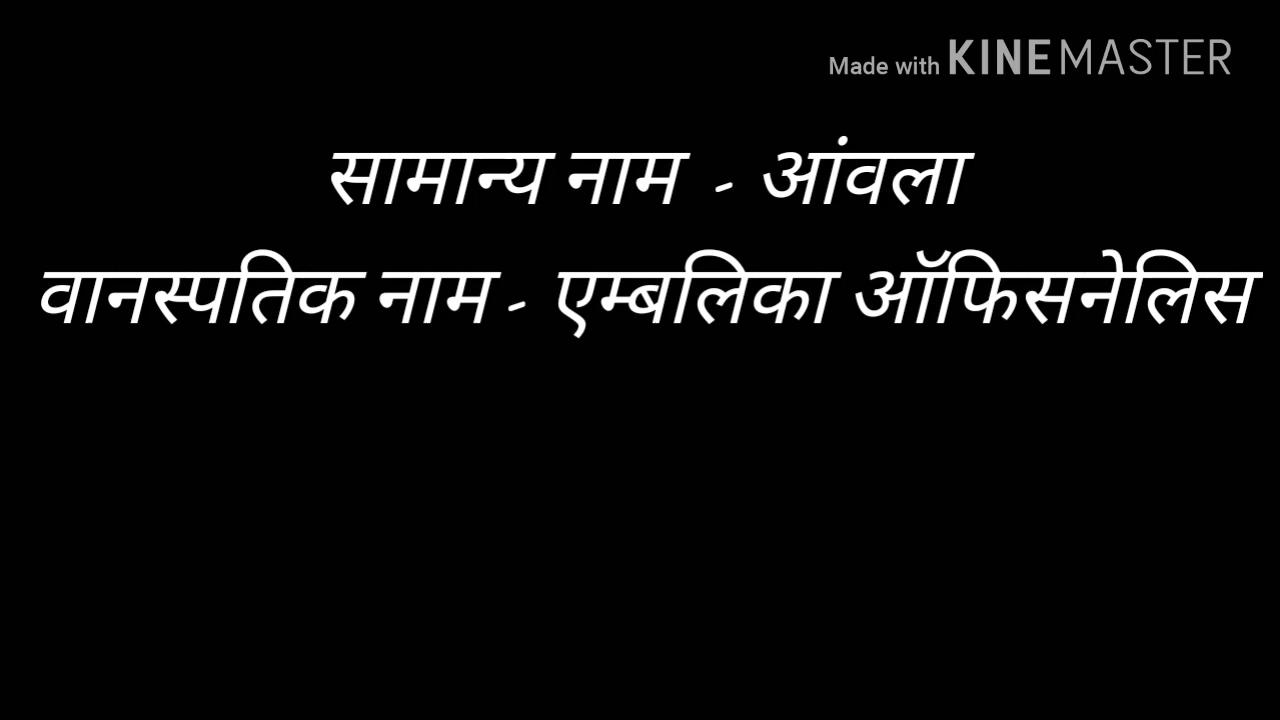 Made with KINEMASTER
सामान्य नाम - आंवला
वानस्पतिक नाम - एम्बलिका ऑफिसनेलिस